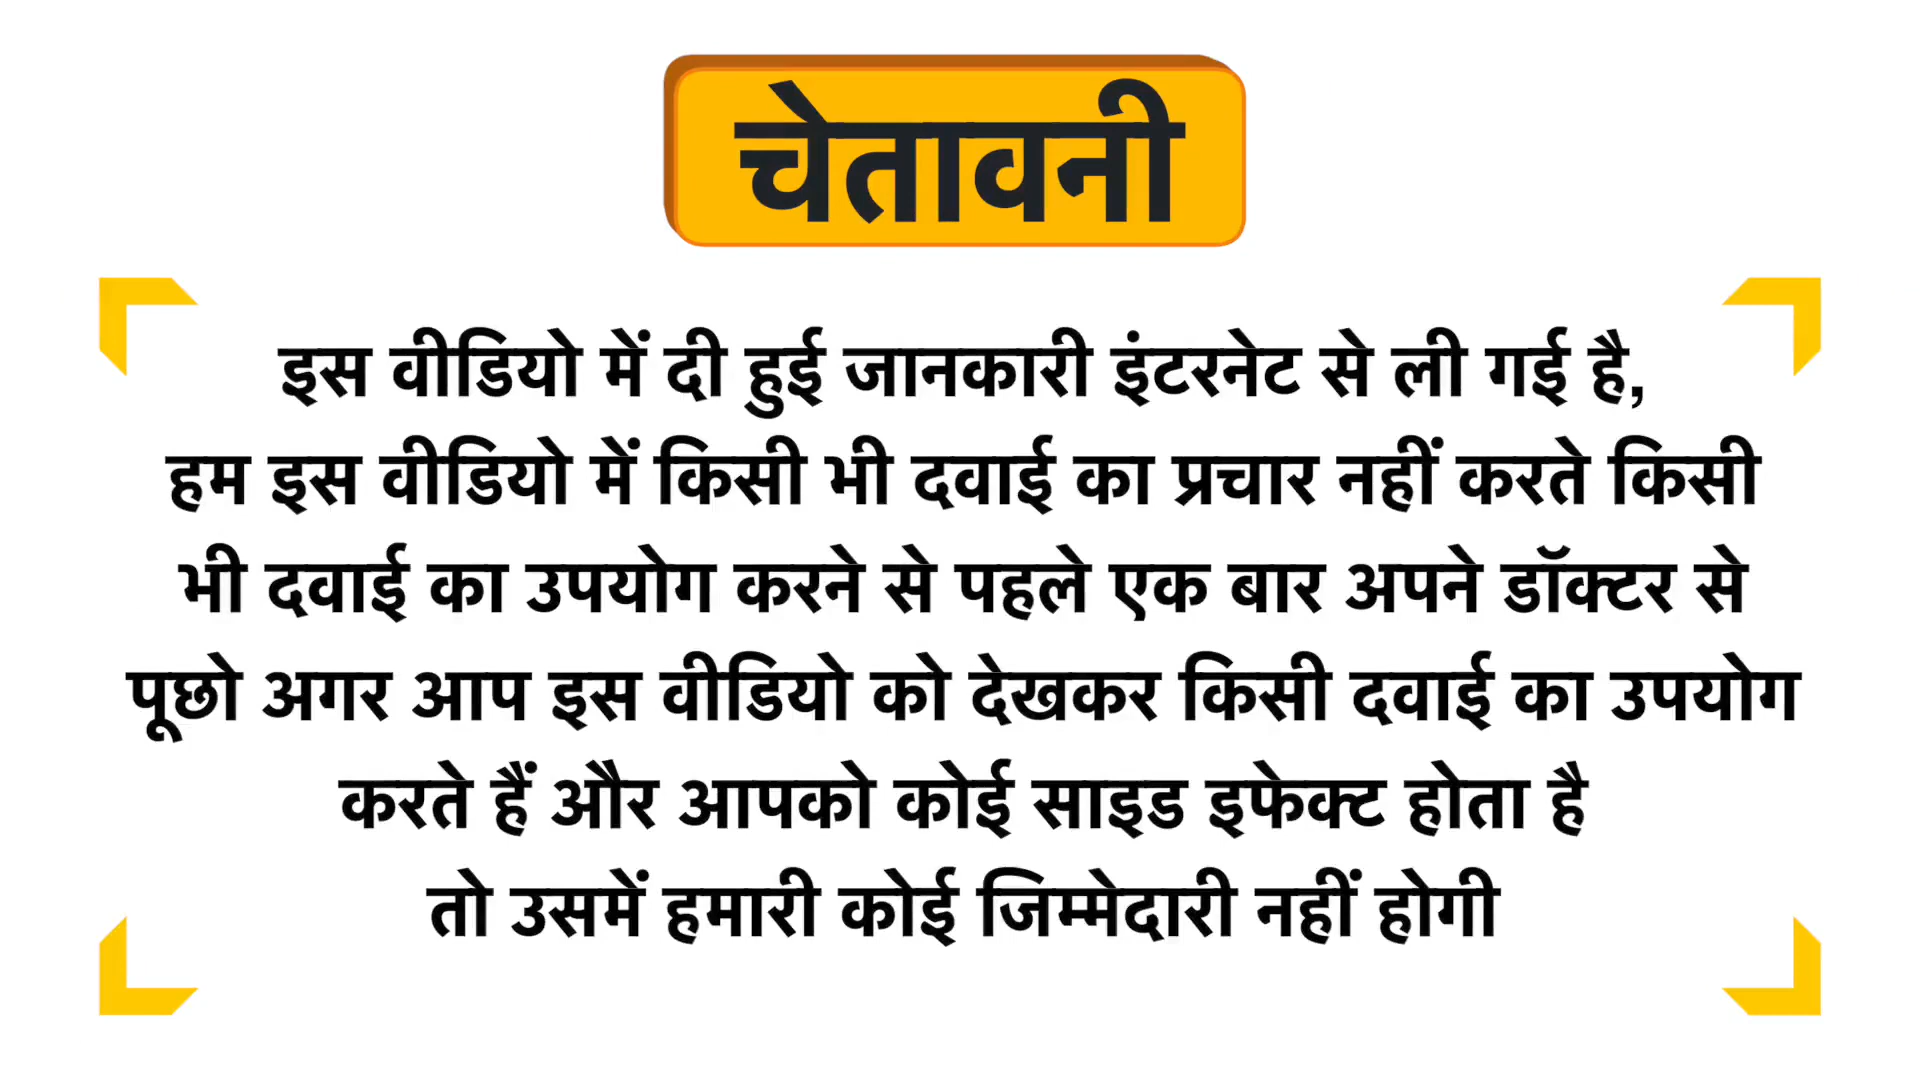 चेतावनी
इस वीडियो में दी हुई जानकारी इंटरनेट से ली गई है,
हम इस वीडियो में किसी भी दवाई का प्रचार नहीं करते किसी
भी दवाई का उपयोग करने से पहले एक बार अपने डॉक्टर से
पूछो अगर आप इस वीडियो को देखकर किसी दवाई का उपयोग
करते हैं और आपको कोई साइड इफेक्ट होता है
तो उसमें हमारी कोई जिम्मेदारी नहीं होगी